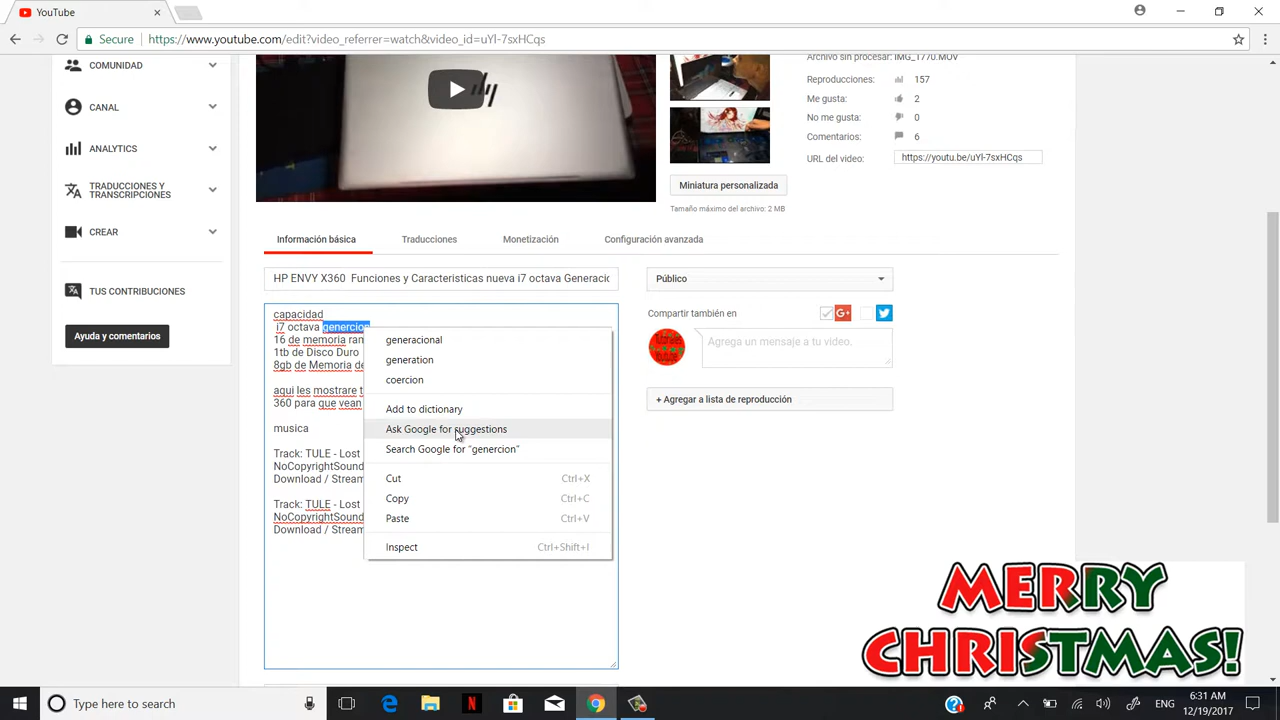 YouTube
Secure
https://www.youtube.com/edit?video_referrer=watch&video_id=uYl-7sxHCqs
COMUNIDAD
CANAL
ANALYTICS
TRADUCCIONES Y
TRANSCRIPCIONES
CREAR
TUS CONTRIBUCIONES
Ayuda y comentarios
Archivo sin procesar: IMG_1770.MOV
Reproducciones: 157
Me gusta: 2
No me gusta: 0
Comentarios: 6
URL del video: https://youtu.be/uYl-7sxHCqs
Miniatura personalizada
Tamaño máximo del archivo: 2 MB
Información básica
Traducciones
Monetización
Configuración avanzada
HP ENVY X360 Funciones y Caracteristicas nueva i7 octava Generacic
Público
Compartir también en
Agrega un mensaje a tu video.
+ Agregar a lista de reproducción
capacidad
i7 octava genercion
16 de memoria ram
1tb de Disco Duro
8gb de Memoria de
aqui les mostrare t
360 para que vean
musica
Track: TULE - Lost
NoCopyrightSound
Download / Stream
Track: TULE - Lost
NoCopyrightSound
Download / Stream
generacional
generation
coercion
Add to dictionary
Ask Google for suggestions
Search Google for "genercion"
Cut Ctrl+X
Copy Ctrl+C
Paste Ctrl+V
Inspect Ctrl+Shift+I
MERRY
CHRISTMAS!
Type here to search
ENG
6:31 AM
12/19/2017